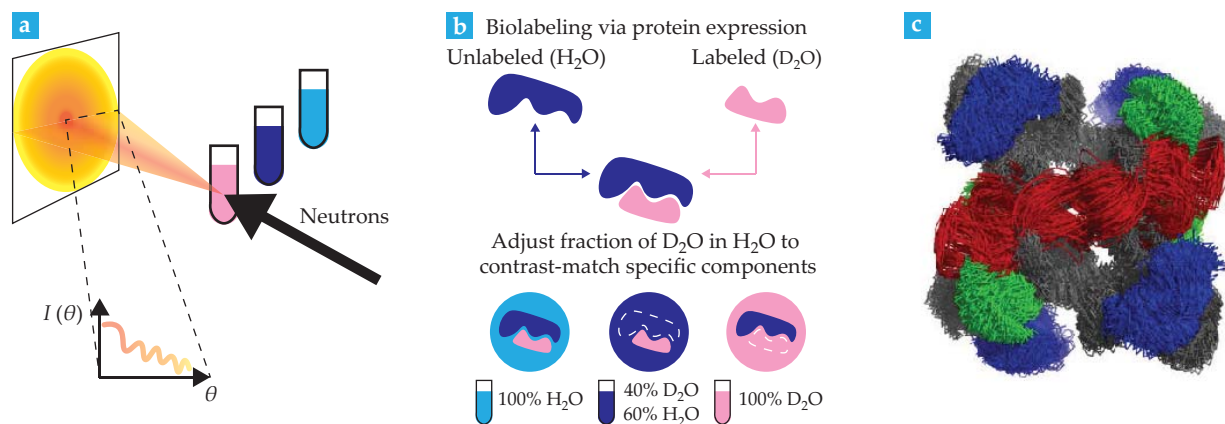 a
Neutrons
I (θ)
θ
b
Biolabeling via protein expression
Unlabeled (H₂O)
Labeled (D₂O)
Adjust fraction of D₂O in H₂O to
contrast-match specific components
100% H₂O
40% D₂O
60% H₂O
100% D₂O
c